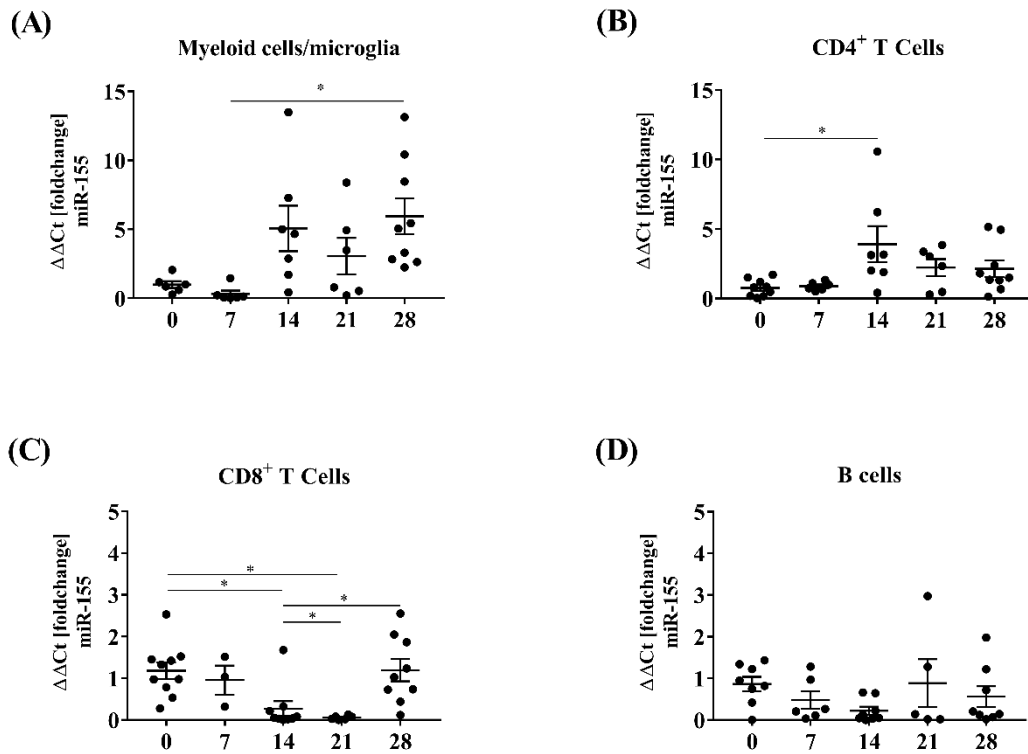 (A)
Myeloid cells/microglia
ΔΔCt [foldchange]
miR-155
15
10
5
0
*
0 7 14 21 28
(B)
CD4⁺ T Cells
ΔΔCt [foldchange]
miR-155
15
10
5
0
*
0 7 14 21 28
(C)
CD8⁺ T Cells
ΔΔCt [foldchange]
miR-155
5
4
3
2
1
0
*
*
*
*
0 7 14 21 28
(D)
B cells
ΔΔCt [foldchange]
miR-155
5
4
3
2
1
0
0 7 14 21 28